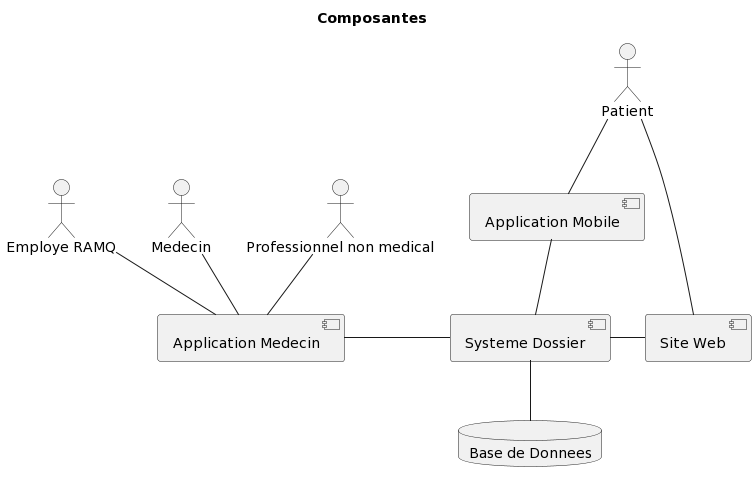 Composantes
Patient
Employe RAMQ
Medecin
Professionnel non medical
Application Mobile
Application Medecin
Systeme Dossier
Site Web
Base de Donnees